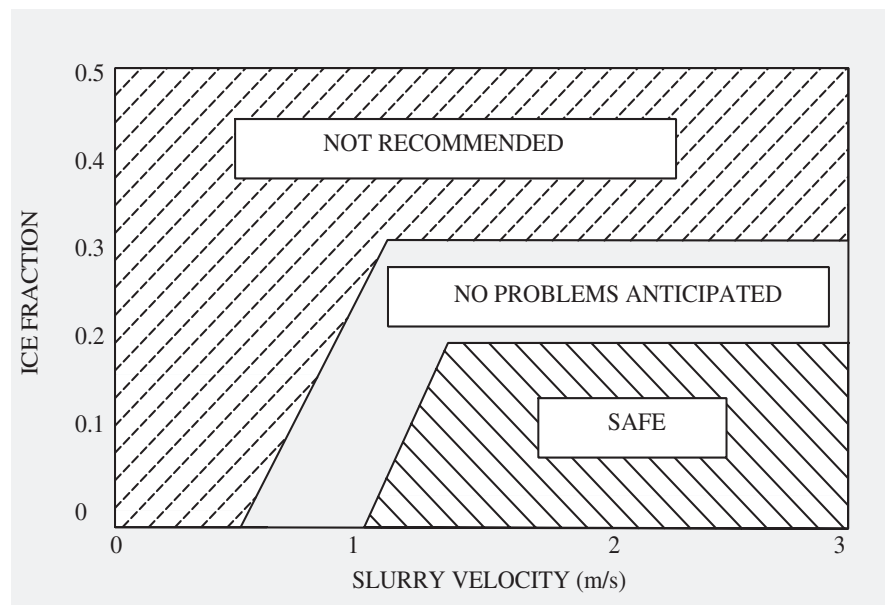 0.5
NOT RECOMMENDED
0.4
0.3
NO PROBLEMS ANTICIPATED
0.2
0.1
SAFE
0
0 1 2 3
ICE FRACTION
SLURRY VELOCITY (m/s)